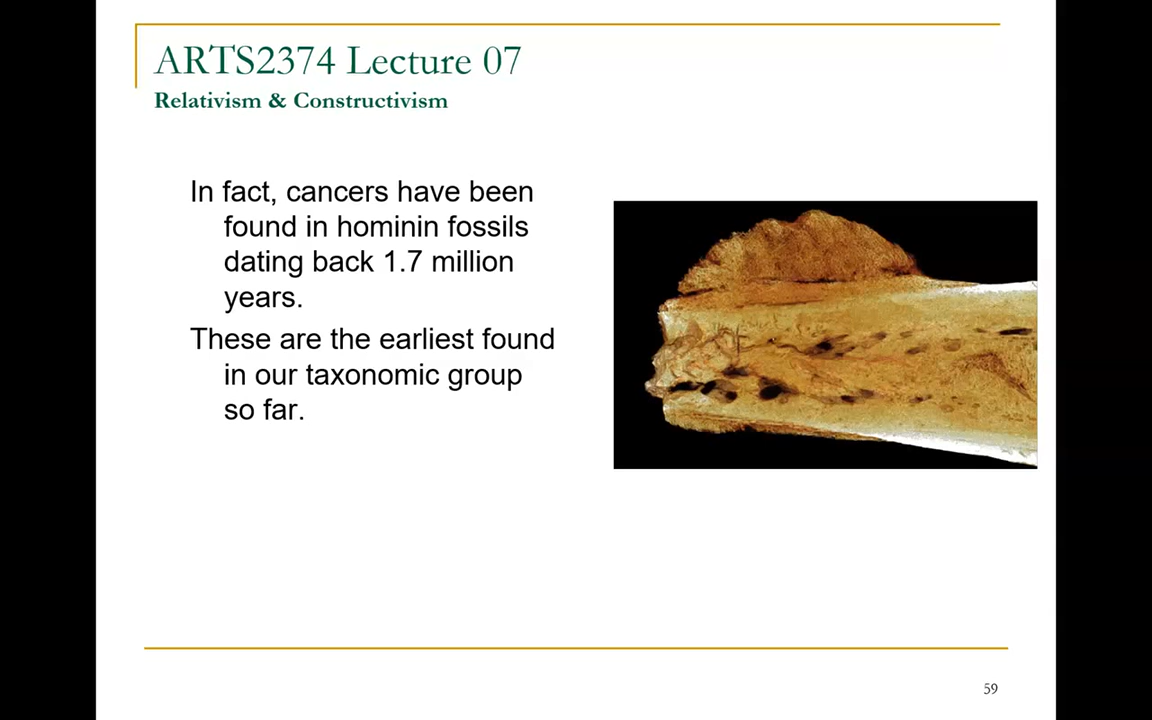 ARTS2374 Lecture 07
Relativism & Constructivism
In fact, cancers have been
found in hominin fossils
dating back 1.7 million
years.
These are the earliest found
in our taxonomic group
so far.
59